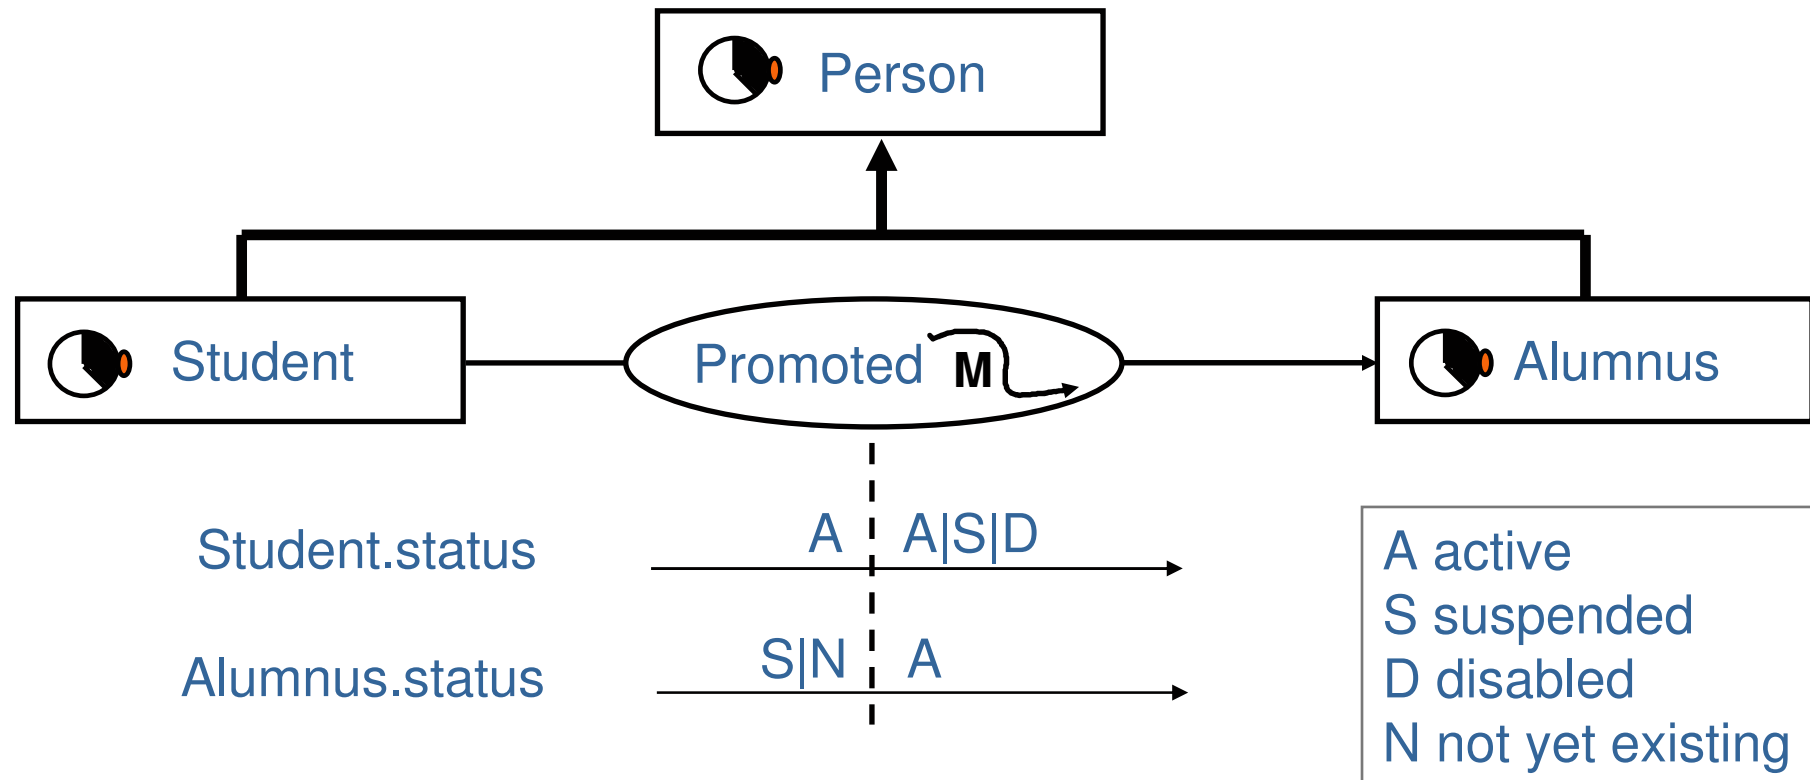 Person
Student
Promoted M
Alumnus
Student.status
A
A|S|D
Alumnus.status
S|N
A
A active
S suspended
D disabled
N not yet existing